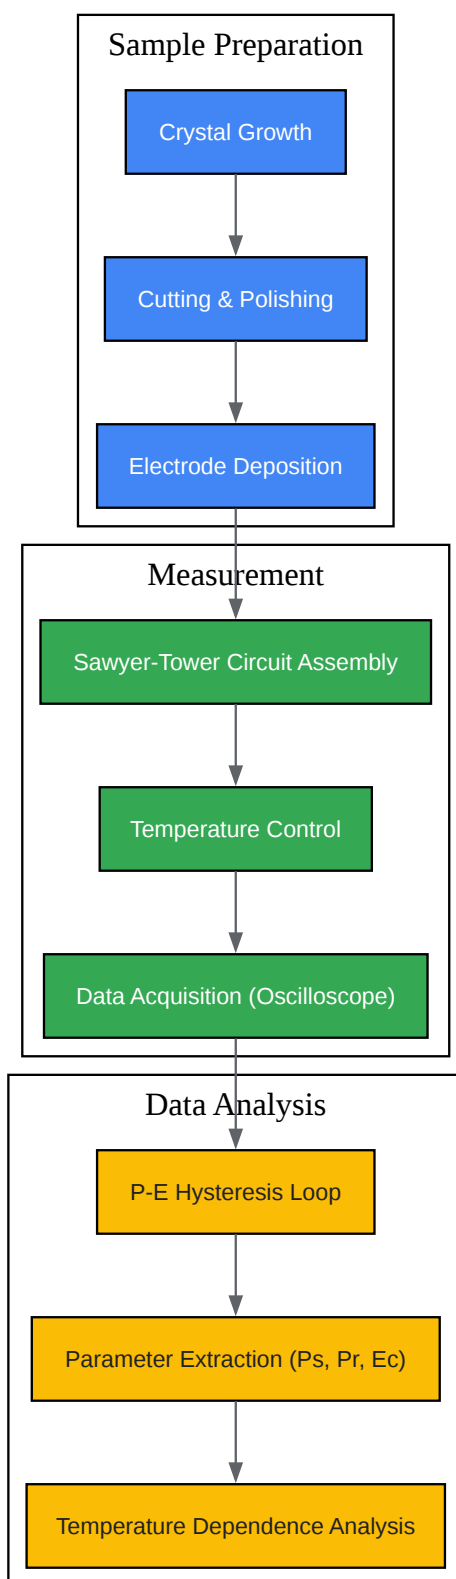 Sample Preparation
Crystal Growth
Cutting & Polishing
Electrode Deposition
Measurement
Sawyer-Tower Circuit Assembly
Temperature Control
Data Acquisition (Oscilloscope)
Data Analysis
P-E Hysteresis Loop
Parameter Extraction (Ps, Pr, Ec)
Temperature Dependence Analysis